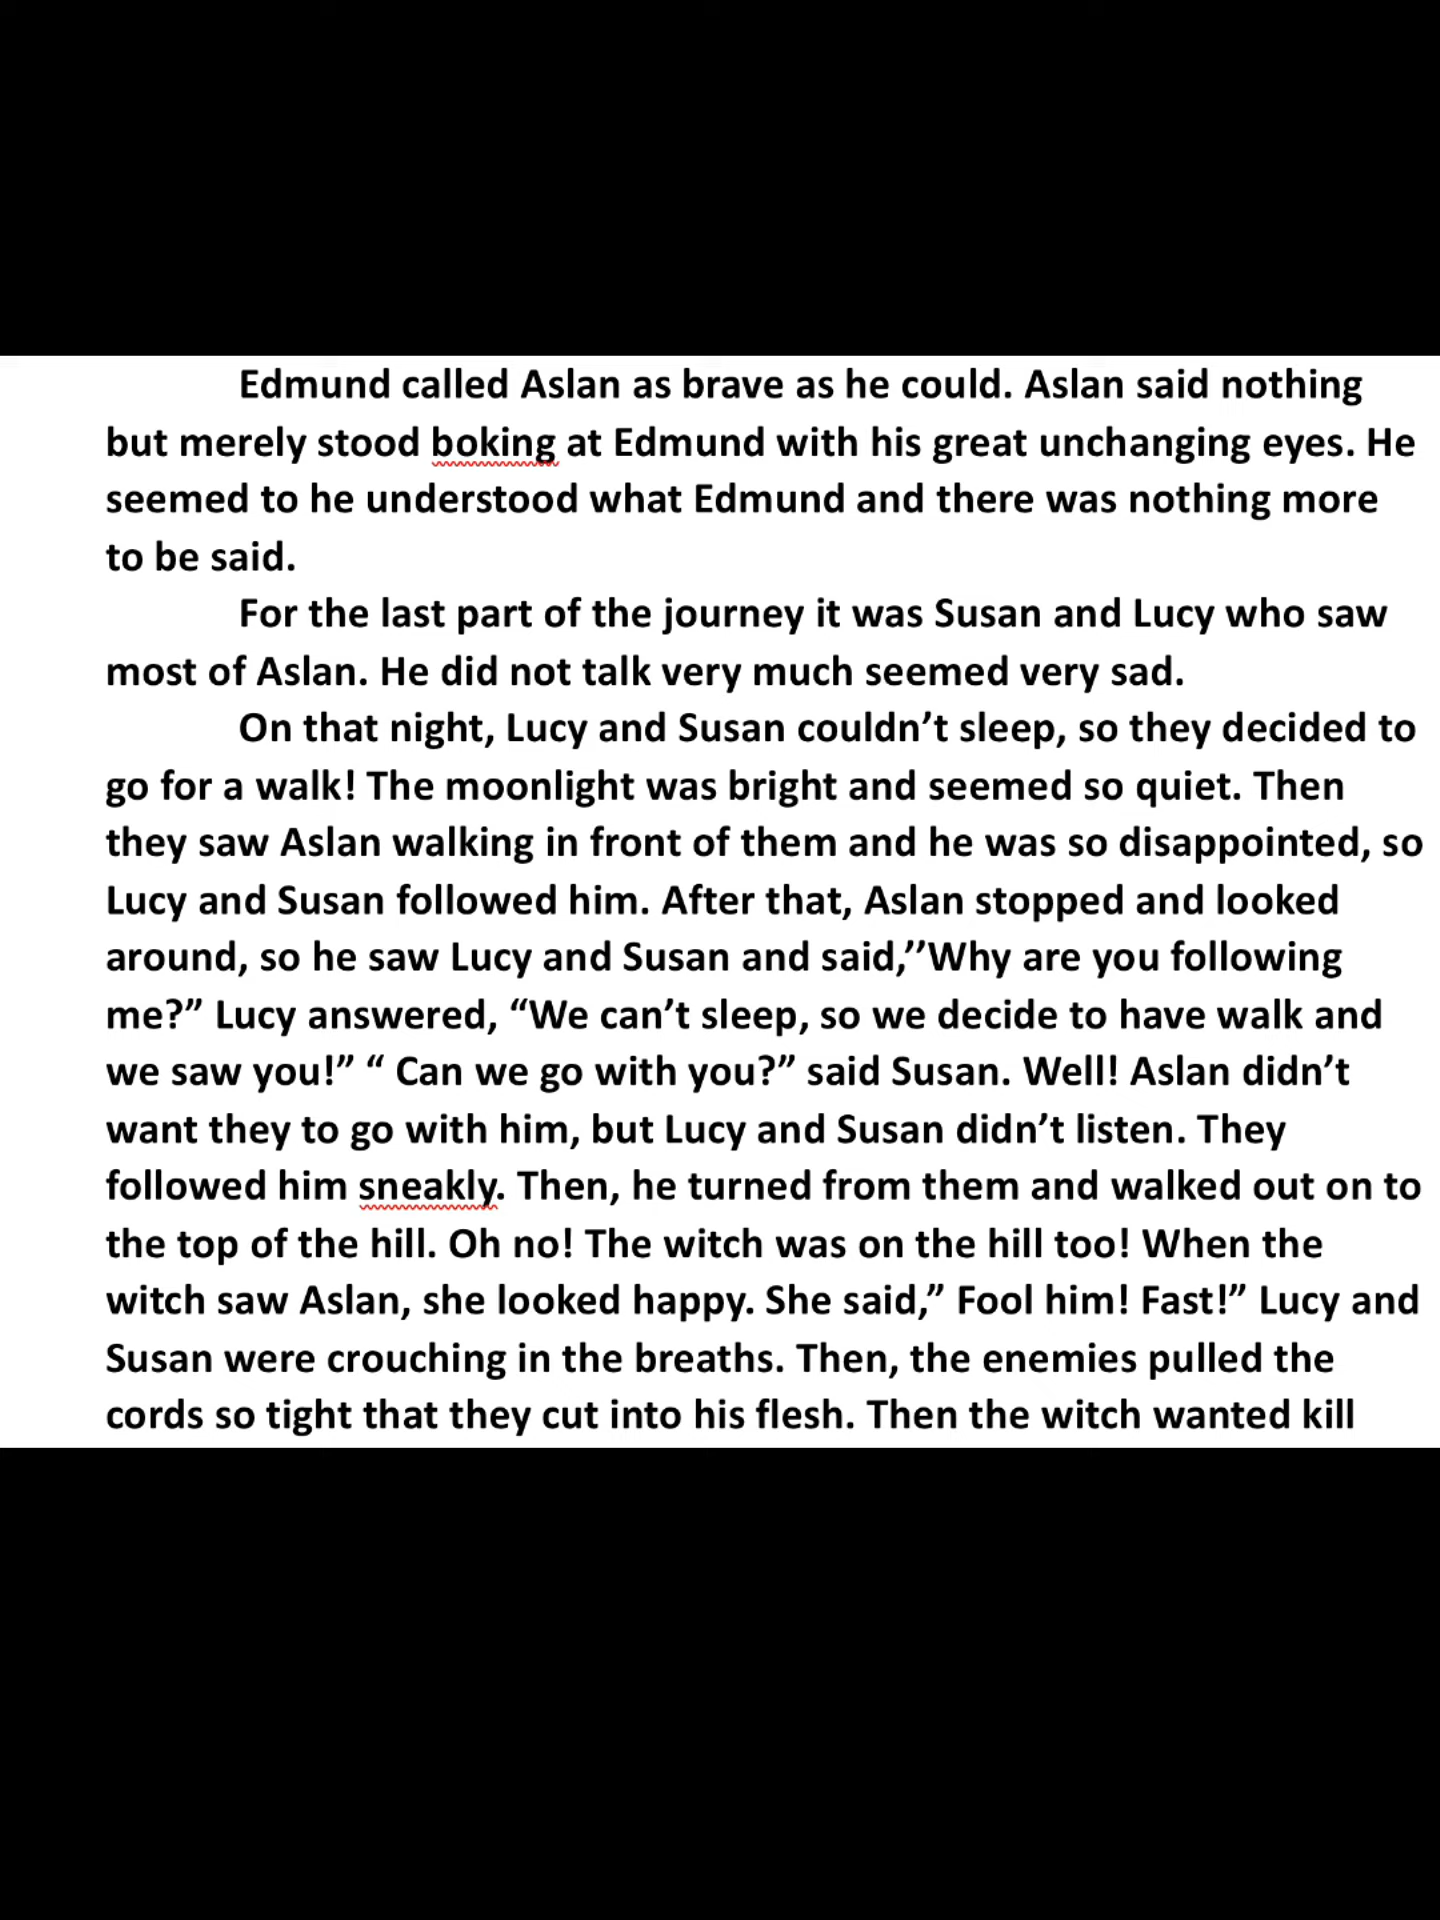 Edmund called Aslan as brave as he could. Aslan said nothing
but merely stood boking at Edmund with his great unchanging eyes. He
seemed to he understood what Edmund and there was nothing more
to be said.
For the last part of the journey it was Susan and Lucy who saw
most of Aslan. He did not talk very much seemed very sad.
On that night, Lucy and Susan couldn’t sleep, so they decided to
go for a walk! The moonlight was bright and seemed so quiet. Then
they saw Aslan walking in front of them and he was so disappointed, so
Lucy and Susan followed him. After that, Aslan stopped and looked
around, so he saw Lucy and Susan and said,’’Why are you following
me?” Lucy answered, “We can’t sleep, so we decide to have walk and
we saw you!” “ Can we go with you?” said Susan. Well! Aslan didn’t
want they to go with him, but Lucy and Susan didn’t listen. They
followed him sneakly. Then, he turned from them and walked out on to
the top of the hill. Oh no! The witch was on the hill too! When the
witch saw Aslan, she looked happy. She said,” Fool him! Fast!” Lucy and
Susan were crouching in the breaths. Then, the enemies pulled the
cords so tight that they cut into his flesh. Then the witch wanted kill